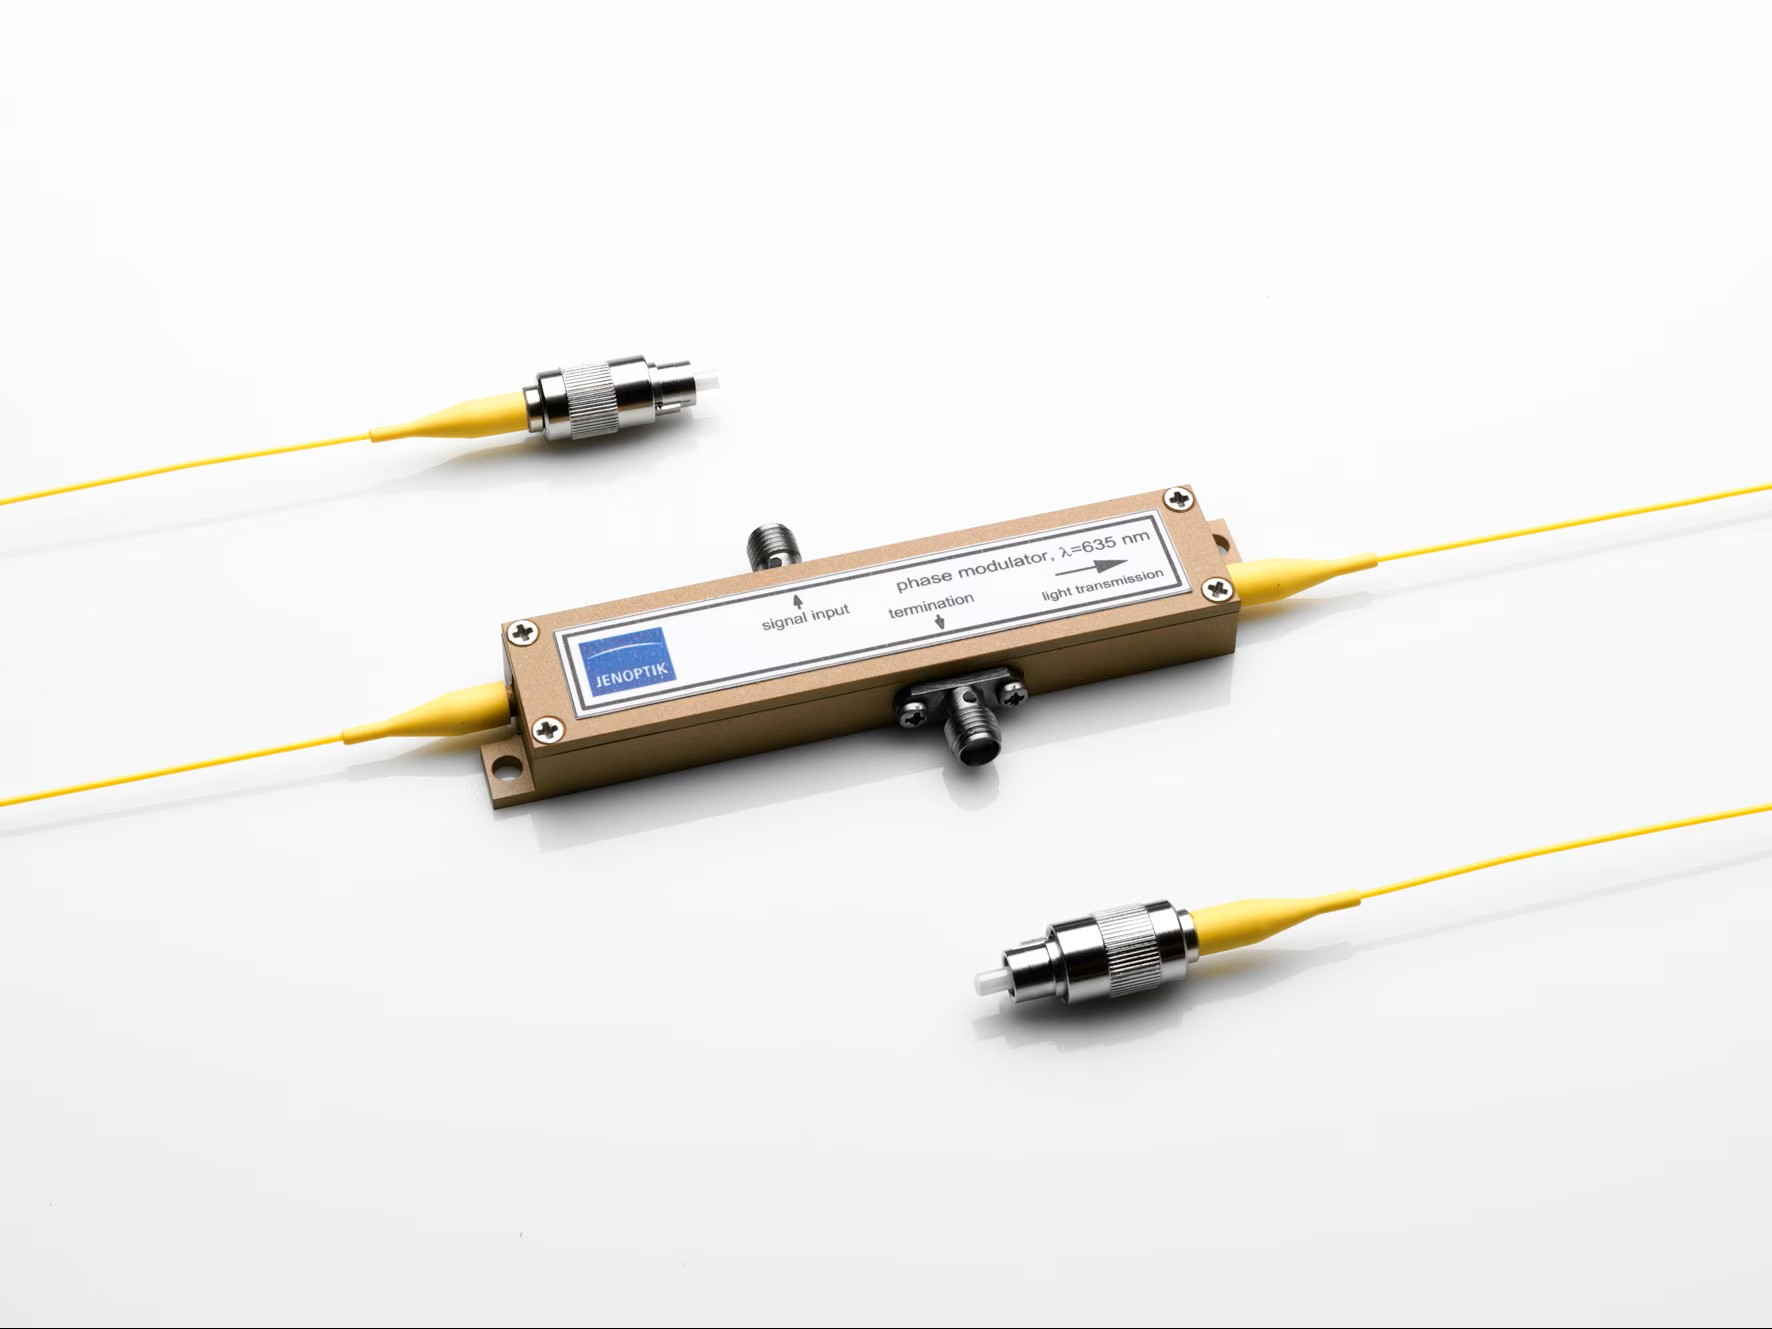 JENOPTIK
signal input
phase modulator, λ=635 nm
termination
light transmission